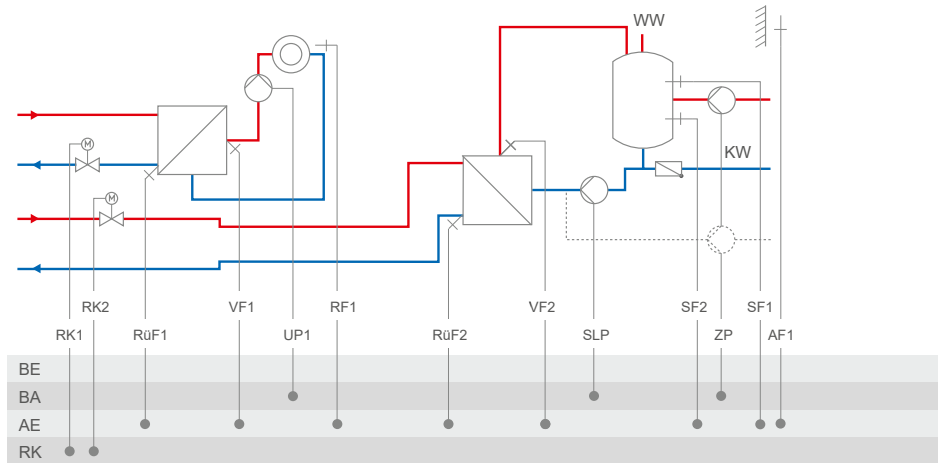 WW
M
KW
M
RK2 VF1 RF1 VF2 SF2 SF1
RK1 RüF1 UP1 RüF2 SLP ZP AF1
BE
BA
AE
RK